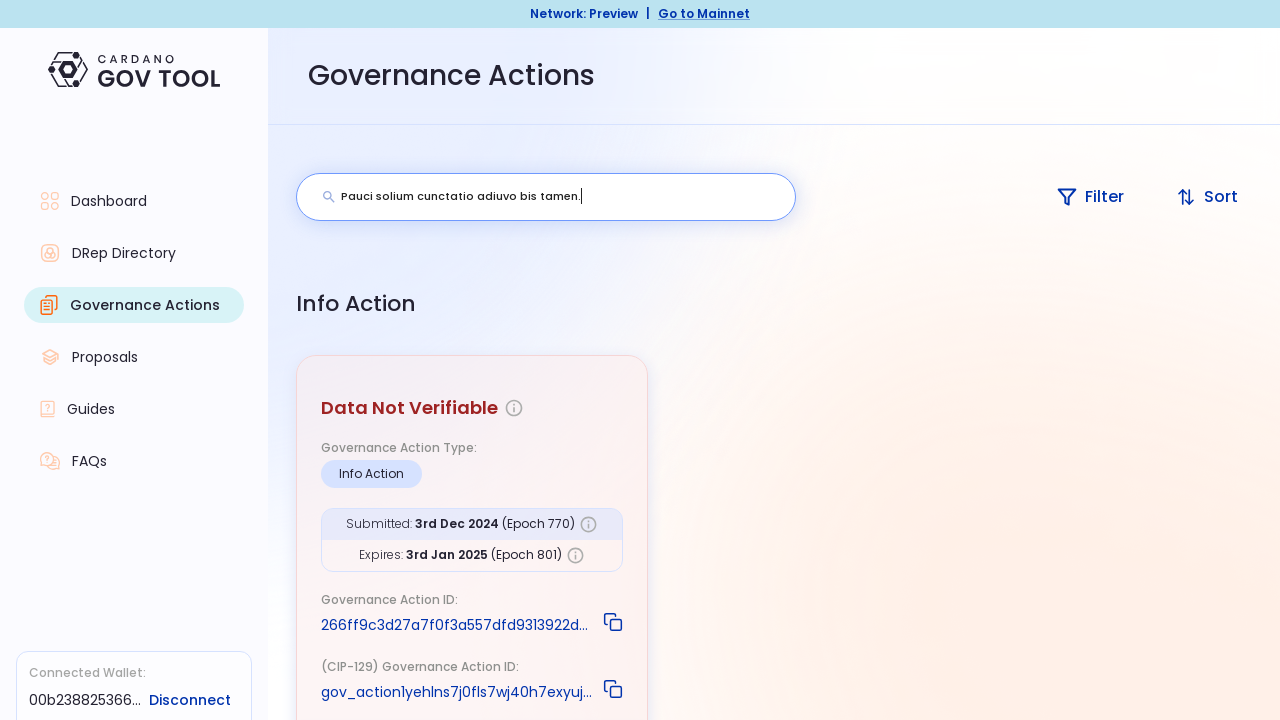 Network: Preview | Go to Mainnet
CARDANO
GOV TOOL
Governance Actions
Pauci solium cunctatio adiuvo bis tamen.
Filter
Sort
Dashboard
DRep Directory
Governance Actions
Proposals
Guides
FAQs
Info Action
Data Not Verifiable
Governance Action Type:
Info Action
Submitted: 3rd Dec 2024 (Epoch 770)
Expires: 3rd Jan 2025 (Epoch 801)
Governance Action ID:
266ff9c3d27a7f0f3a557dfd9313922d...
(CIP-129) Governance Action ID:
gov_action1yehlns7j0fls7wj40h7exyuj...
Connected Wallet:
00b238825366... Disconnect